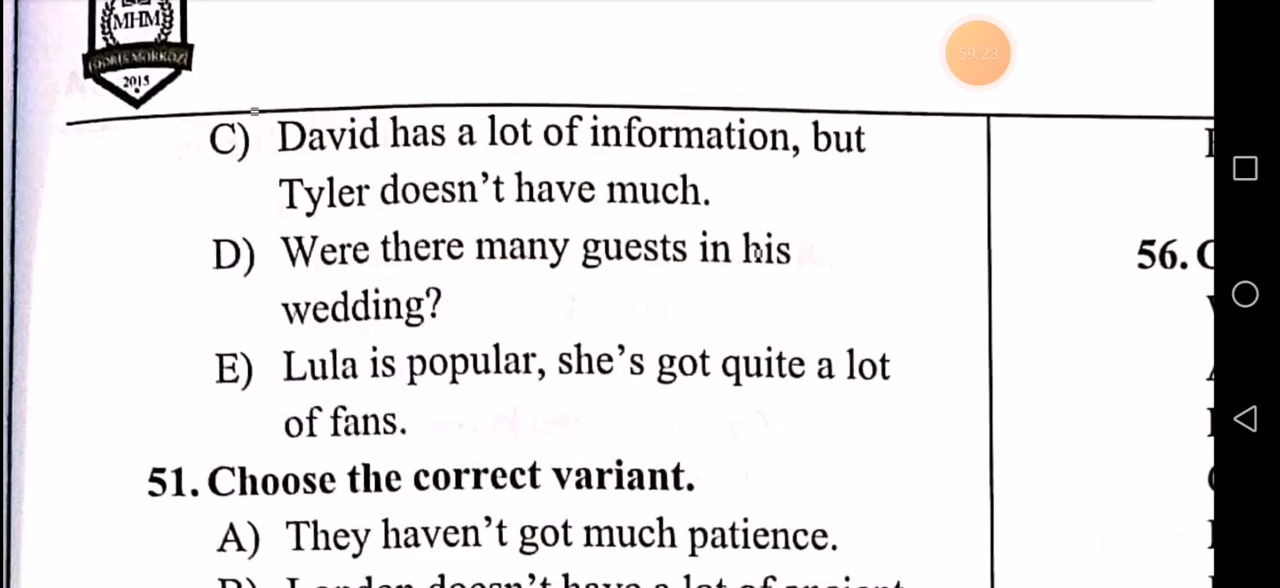 MHM
2015
59:23
C) David has a lot of information, but
Tyler doesn't have much.
D) Were there many guests in his
wedding?
E) Lula is popular, she's got quite a lot
of fans.
51. Choose the correct variant.
A) They haven't got much patience.
56.